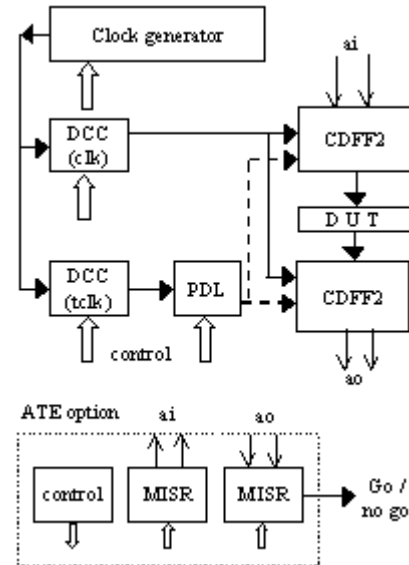 Clock generator
ai
DCC
(clk)
CDFF2
D U T
DCC
(tclk)
PDL
CDFF2
control
ao
ATE option
ai
ao
control
MISR
MISR
Go /
no go